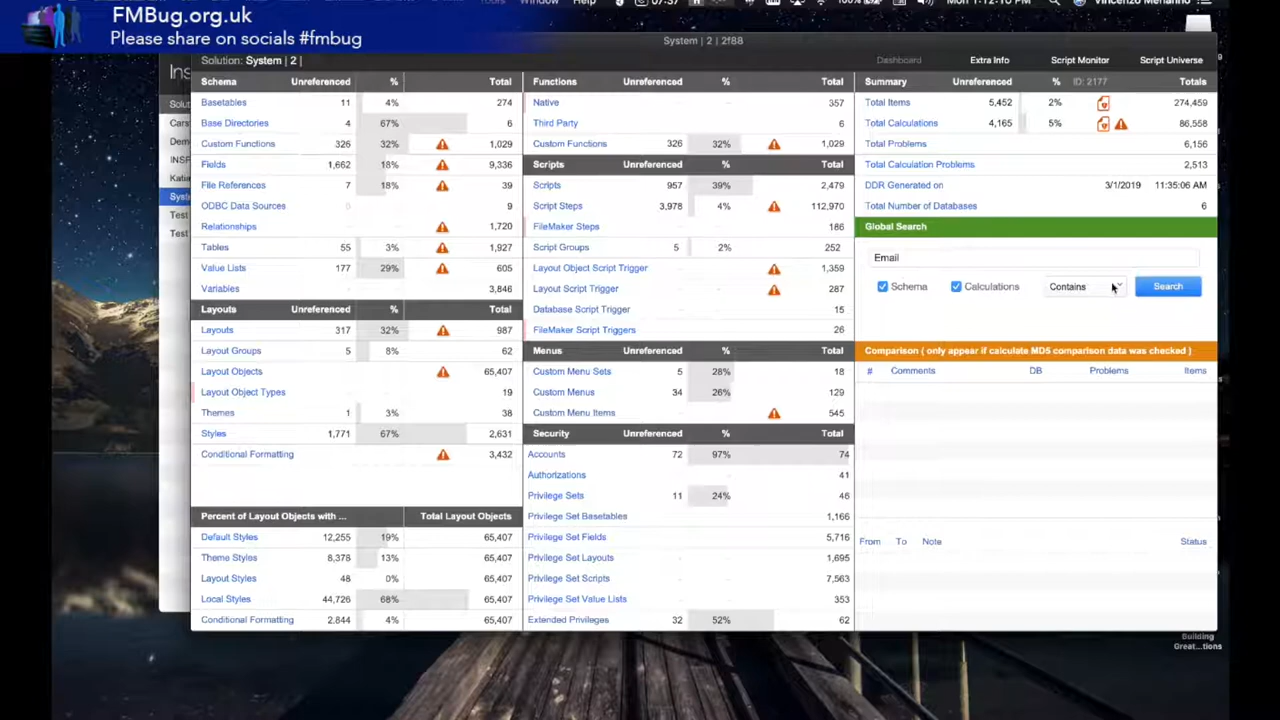 FMBug.org.uk
Please share on socials #fmbug
Window Help
System | 2 | 2f88
Solution: System | 2 |
Dashboard Extra Info Script Monitor Script Universe
Schema Unreferenced % Total
Basetables 11 4% 274
Base Directories 4 67% 6
Custom Functions 326 32% 1,029
Fields 1,662 18% 9,336
File References 7 18% 39
ODBC Data Sources 9
Relationships 1,720
Tables 55 3% 1,927
Value Lists 177 29% 605
Variables 3,846
Layouts Unreferenced % Total
Layouts 317 32% 987
Layout Groups 5 8% 62
Layout Objects 65,407
Layout Object Types 19
Themes 1 3% 38
Styles 1,771 67% 2,631
Conditional Formatting 3,432
Percent of Layout Objects with ... Total Layout Objects
Default Styles 12,255 19% 65,407
Theme Styles 8,378 13% 65,407
Layout Styles 48 0% 65,407
Local Styles 44,726 68% 65,407
Conditional Formatting 2,844 4% 65,407
Functions Unreferenced % Total
Native 357
Third Party 6
Custom Functions 326 32% 1,029
Scripts Unreferenced % Total
Scripts 957 39% 2,479
Script Steps 3,978 4% 112,970
FileMaker Steps 186
Script Groups 5 2% 252
Layout Object Script Trigger 1,359
Layout Script Trigger 287
Database Script Trigger 15
FileMaker Script Triggers 26
Menus Unreferenced % Total
Custom Menu Sets 5 28% 18
Custom Menus 34 26% 129
Custom Menu Items 545
Security Unreferenced % Total
Accounts 72 97% 74
Authorizations 41
Privilege Sets 11 24% 46
Privilege Set Basetables 1,166
Privilege Set Fields 5,716
Privilege Set Layouts 1,695
Privilege Set Scripts 7,563
Privilege Set Value Lists 353
Extended Privileges 32 52% 62
Summary Unreferenced % ID: 2177 Totals
Total Items 5,452 2% 274,459
Total Calculations 4,165 5% 86,558
Total Problems 6,156
Total Calculation Problems 2,513
DDR Generated on 3/1/2019 11:35:06 AM
Total Number of Databases 6
Global Search
Email
Schema Calculations Contains Search
Comparison ( only appear if calculate MD5 comparison data was checked )
# Comments DB Problems Items
From To Note Status
Building
Great...tions